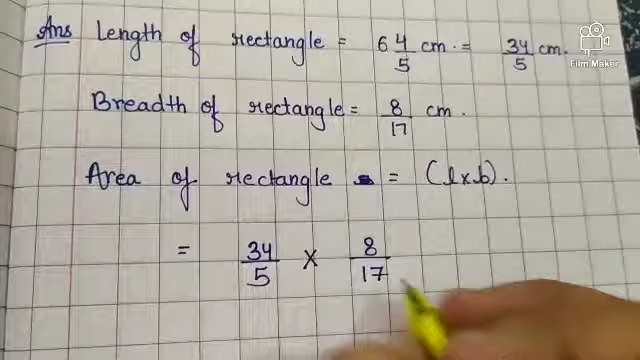 Ans Length of rectangle = 6 4/5 cm. = 34/5 cm.
Film Maker
Breadth of rectangle = 8/17 cm.
Area of rectangle = (l×b).
= 34/5 × 8/17